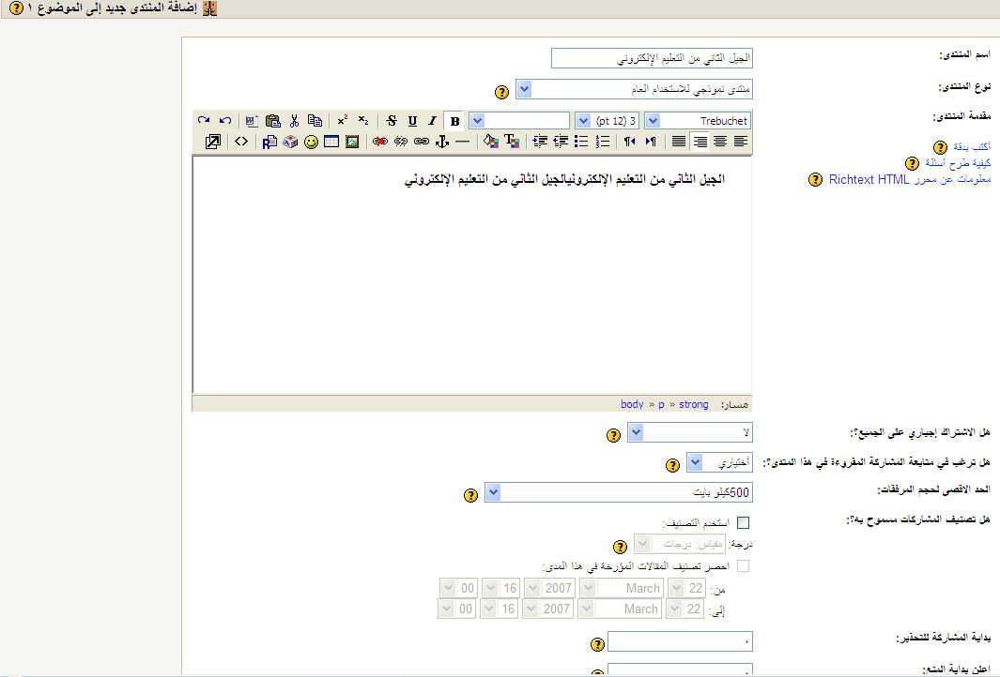 إضافة المنتدى جديد إلى الموضوع ١
اسم المنتدى:
الجيل الثاني من التعليم الإلكتروني
نوع المنتدى:
منتدى نموذجي للاستخدام العام
مقدمة المنتدى:
Trebuchet
3 (12 pt)
أكتب بدقة
كيفية طرح أسئلة
معلومات عن محرر Richtext HTML
الجيل الثاني من التعليم الإلكترونيالجيل الثاني من التعليم الإلكتروني
مسار: body » p » strong
هل الاشتراك إجباري على الجميع؟:
لا
هل ترغب في متابعة المشاركة المقروءة في هذا المتدى؟:
أختياري
الحد الاقصى لحجم المرفقات:
500كيلو بايت
هل تصنيف المشاركات مسموح به؟:
استخدم التصنيف:
درجة: مقياس: درجات
احصر تصنيف المقالات المؤرخة في هذا المدى:
من: 22 March 2007 16 00
إلى: 22 March 2007 16 00
بداية المشاركة للتحذير:
٠
اعلن بداية المنع:
٠